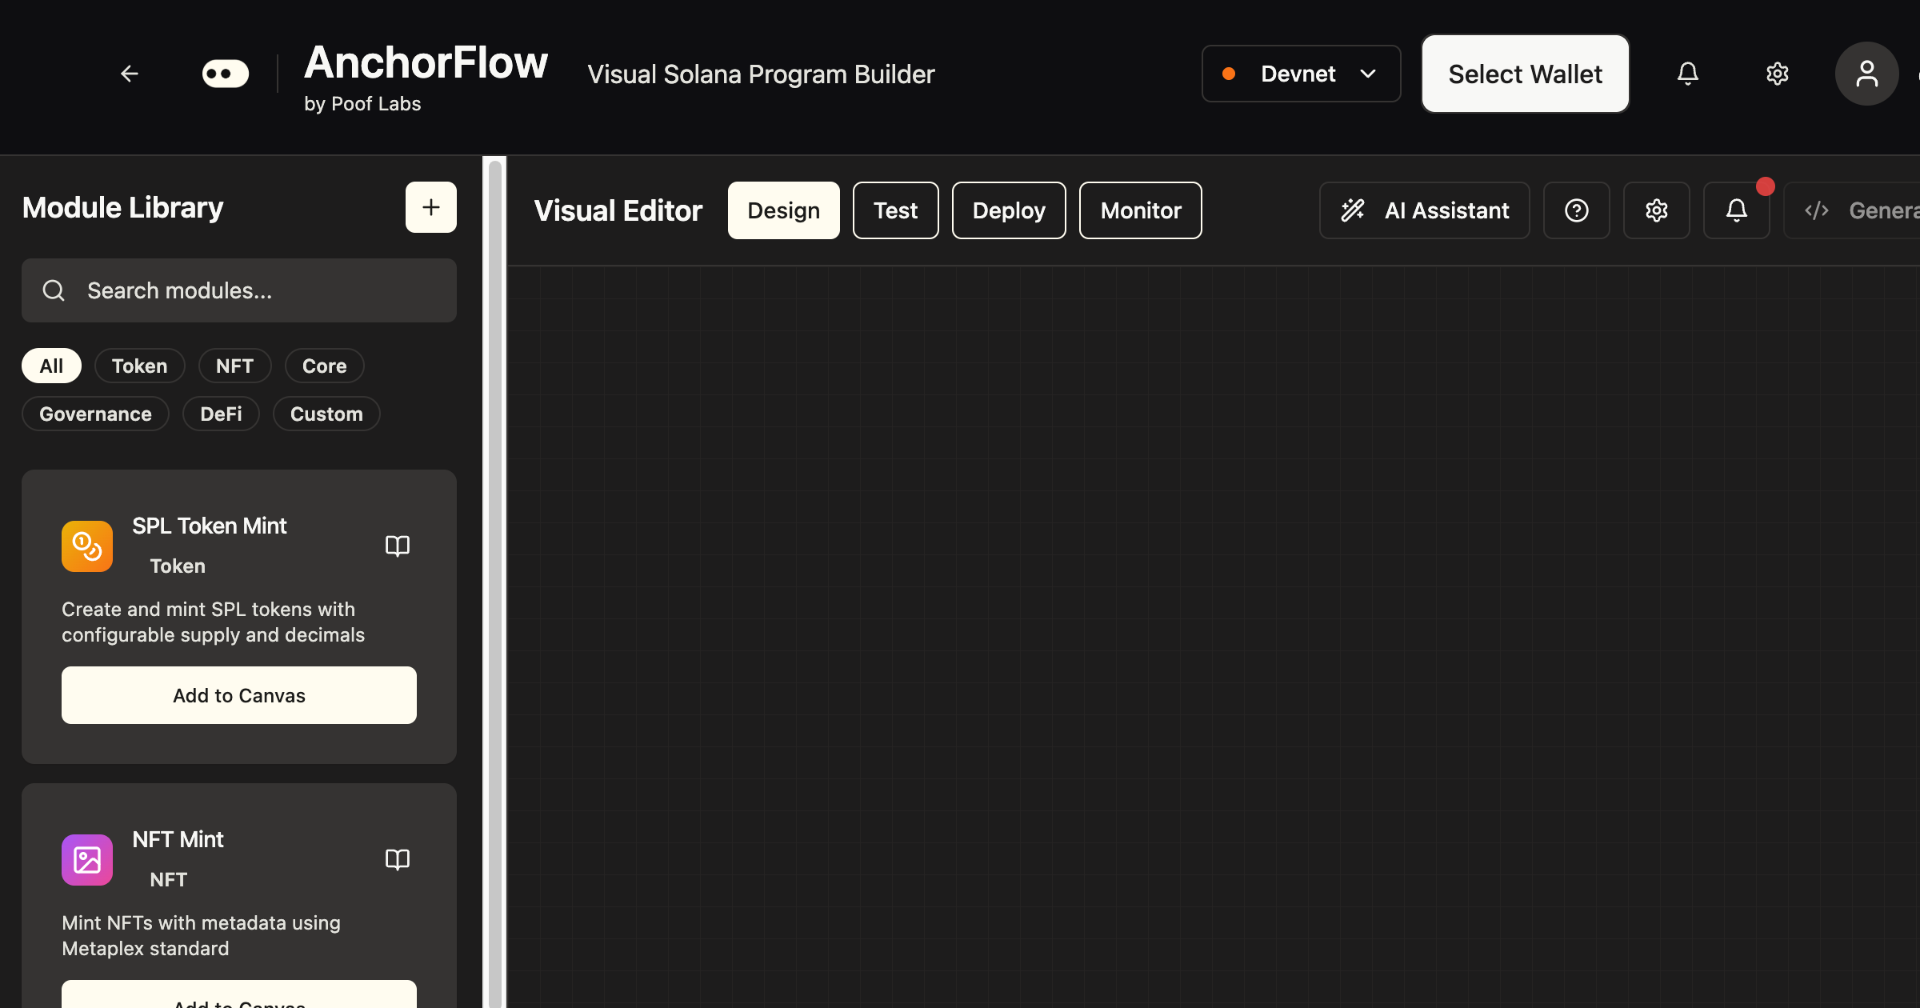 AnchorFlow
by Poof Labs
Visual Solana Program Builder
Devnet
Select Wallet
Module Library
Search modules...
All
Token
NFT
Core
Governance
DeFi
Custom
SPL Token Mint
Token
Create and mint SPL tokens with
configurable supply and decimals
Add to Canvas
NFT Mint
NFT
Mint NFTs with metadata using
Metaplex standard
Add to Canvas
Visual Editor
Design
Test
Deploy
Monitor
AI Assistant
</> Genera